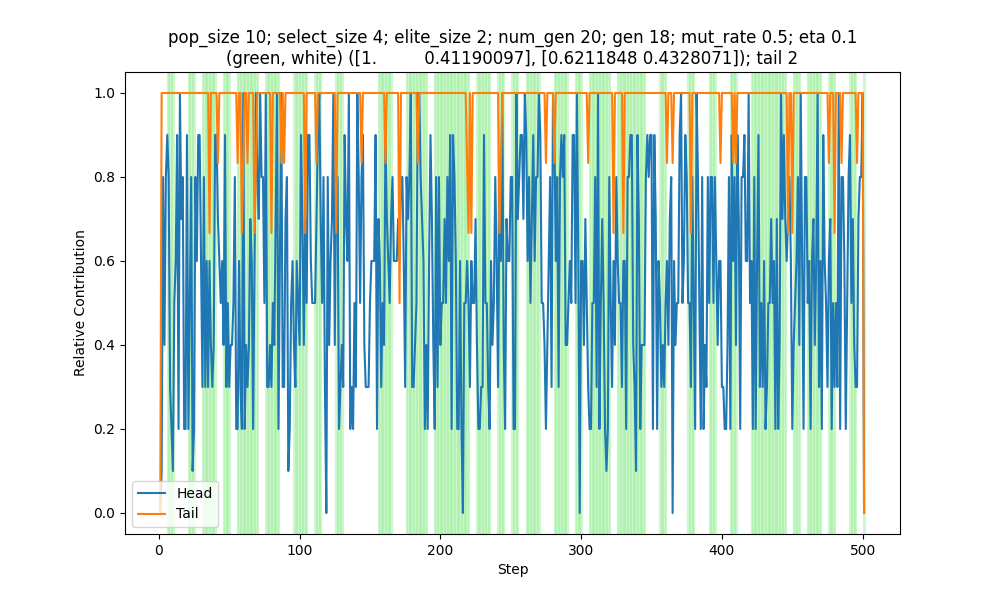 pop_size 10; select_size 4; elite_size 2; num_gen 20; gen 18; mut_rate 0.5; eta 0.1
(green, white) ([1.         0.41190097], [0.6211848 0.4328071]); tail 2
1.0
0.8
0.6
0.4
0.2
0.0
Relative Contribution
Head
Tail
0
100
200
300
400
500
Step